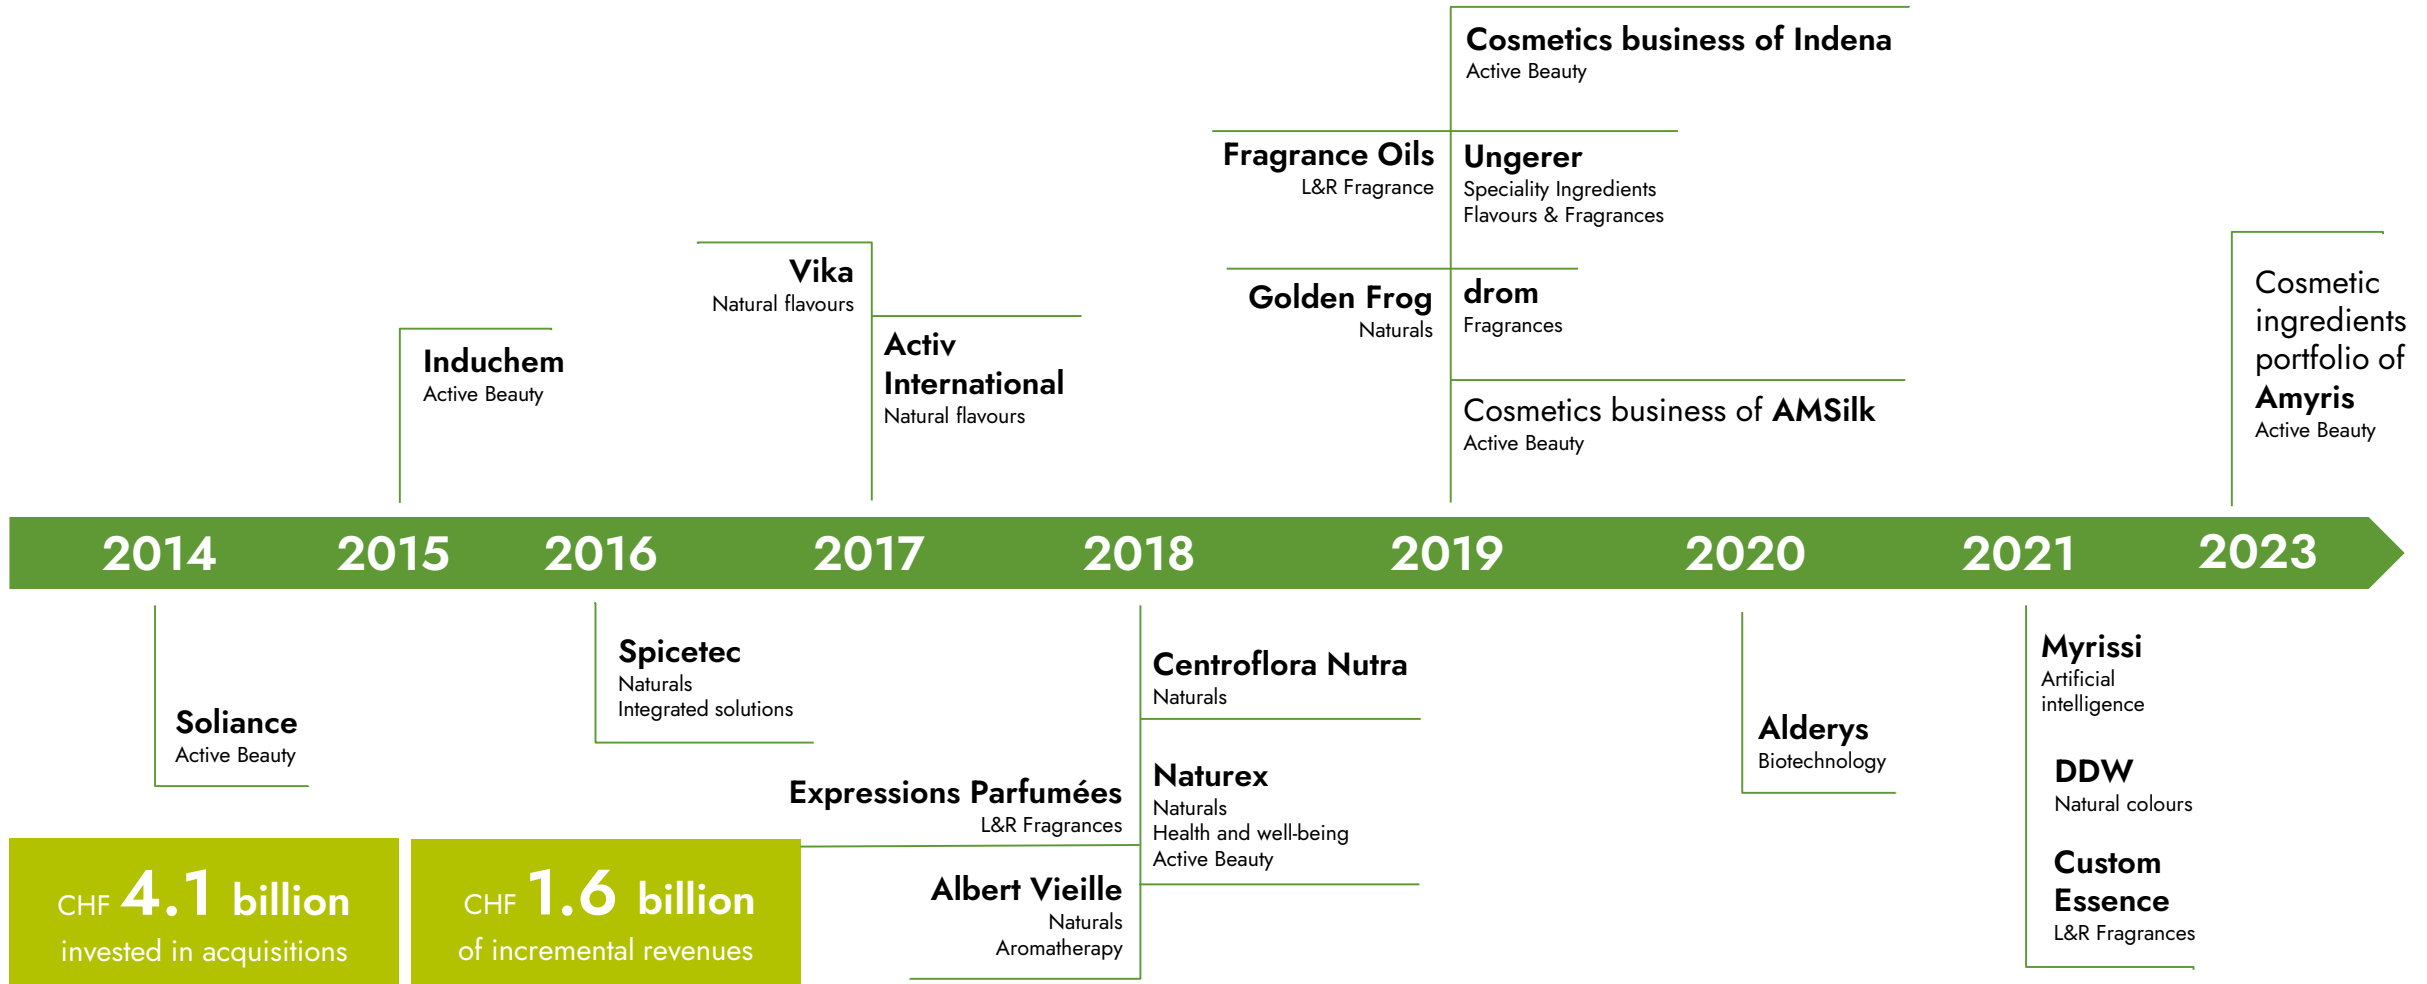 Cosmetics business of Indena
Active Beauty
Fragrance Oils
L&R Fragrance
Ungerer
Speciality Ingredients
Flavours & Fragrances
Vika
Natural flavours
Golden Frog
Naturals
drom
Fragrances
Cosmetic
ingredients
portfolio of
Amyris
Active Beauty
Induchem
Active Beauty
Activ
International
Natural flavours
Cosmetics business of AMSilk
Active Beauty
2014
2015
2016
2017
2018
2019
2020
2021
2023
Soliance
Active Beauty
Spicetec
Naturals
Integrated solutions
Centroflora Nutra
Naturals
Expressions Parfumées
L&R Fragrances
Naturex
Naturals
Health and well-being
Active Beauty
Albert Vieille
Naturals
Aromatherapy
Alderys
Biotechnology
Myrissi
Artificial
intelligence
DDW
Natural colours
Custom
Essence
L&R Fragrances
CHF 4.1 billion
invested in acquisitions
CHF 1.6 billion
of incremental revenues